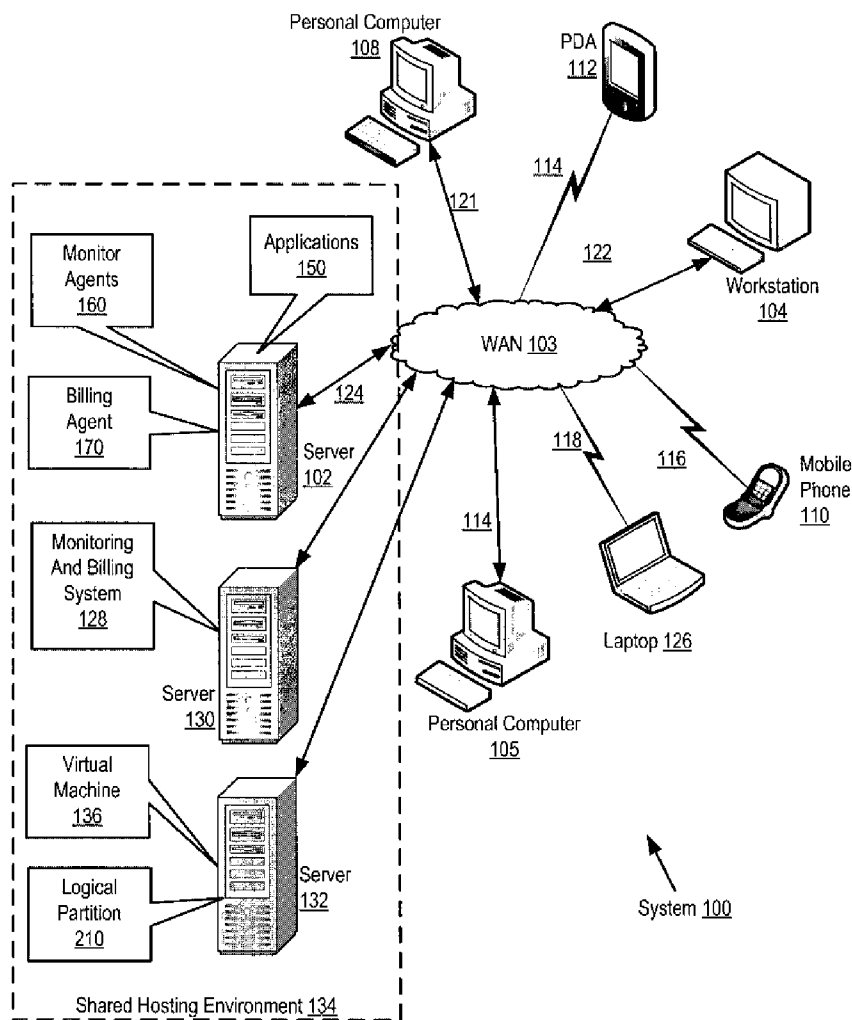 Personal Computer
108
PDA
112
114
121
122
Workstation
104
Monitor
Agents
160
Applications
150
WAN 103
124
Billing
Agent
170
Server
102
118
116
Mobile
Phone
110
114
Monitoring
And Billing
System
128
Laptop 126
Server
130
Personal Computer
105
Virtual
Machine
136
Server
132
Logical
Partition
210
System 100
Shared Hosting Environment 134